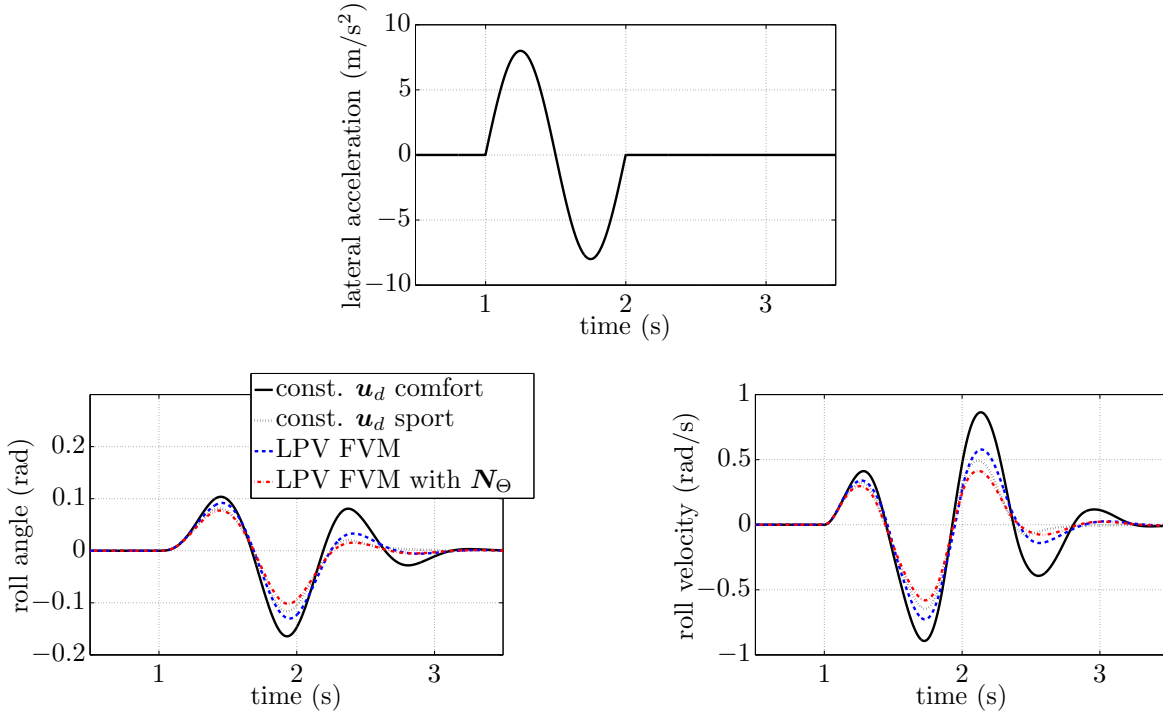 10
5
0
−5
−10
lateral acceleration (m/s²)
1
2
3
time (s)
const. u_d comfort
const. u_d sport
LPV FVM
LPV FVM with N_Θ
0.2
0.1
0
−0.1
−0.2
roll angle (rad)
1
2
3
time (s)
1
0.5
0
−0.5
−1
roll velocity (rad/s)
1
2
3
time (s)